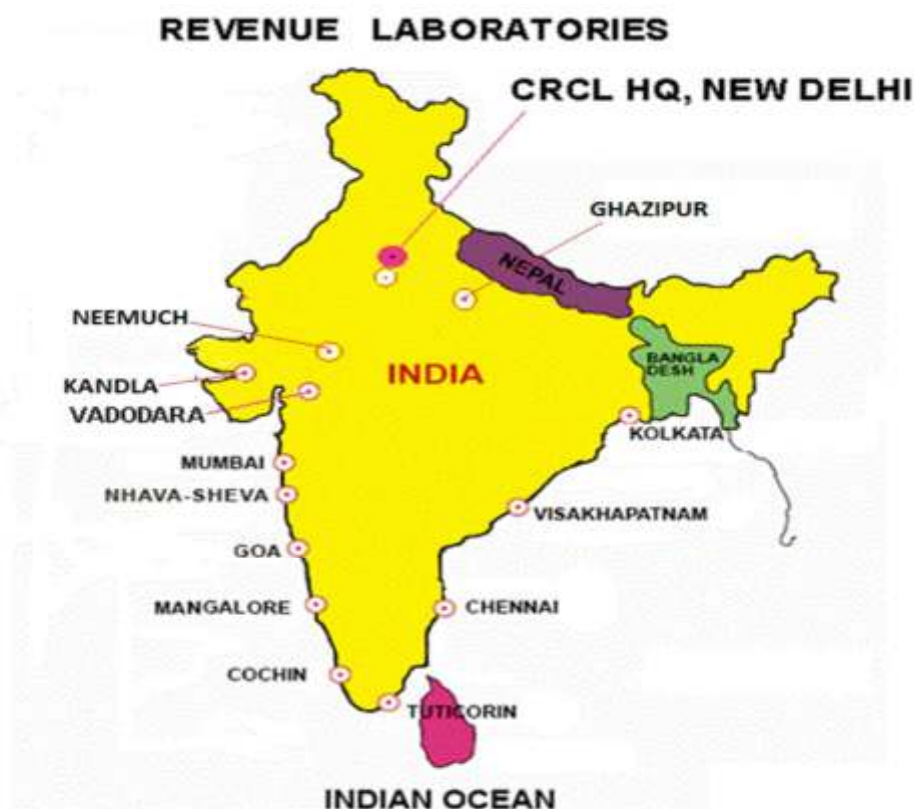 REVENUE LABORATORIES
CRCL HQ, NEW DELHI
GHAZIPUR
NEPAL
NEEMUCH
INDIA
BANGLA
DESH
KANDLA
VADODARA
KOLKATA
MUMBAI
NHAVA-SHEVA
VISAKHAPATNAM
GOA
MANGALORE
CHENNAI
COCHIN
TUTICORIN
INDIAN OCEAN